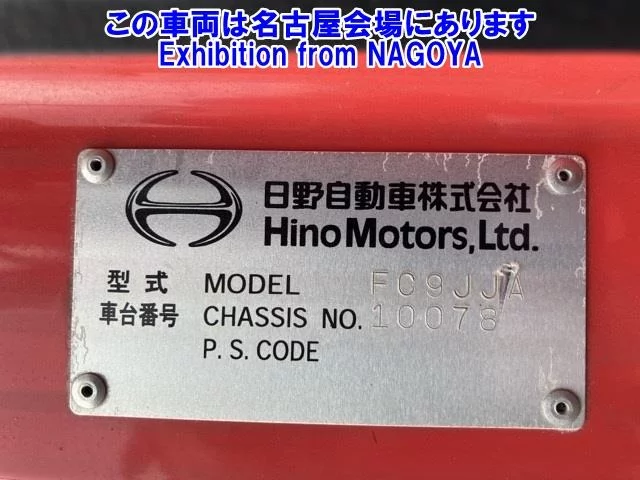 この車両は名古屋会場にあります
Exhibition from NAGOYA
日野自動車株式会社
Hino Motors, Ltd.
型式 MODEL FC9JJA
車台番号 CHASSIS NO. 10078
P. S. CODE